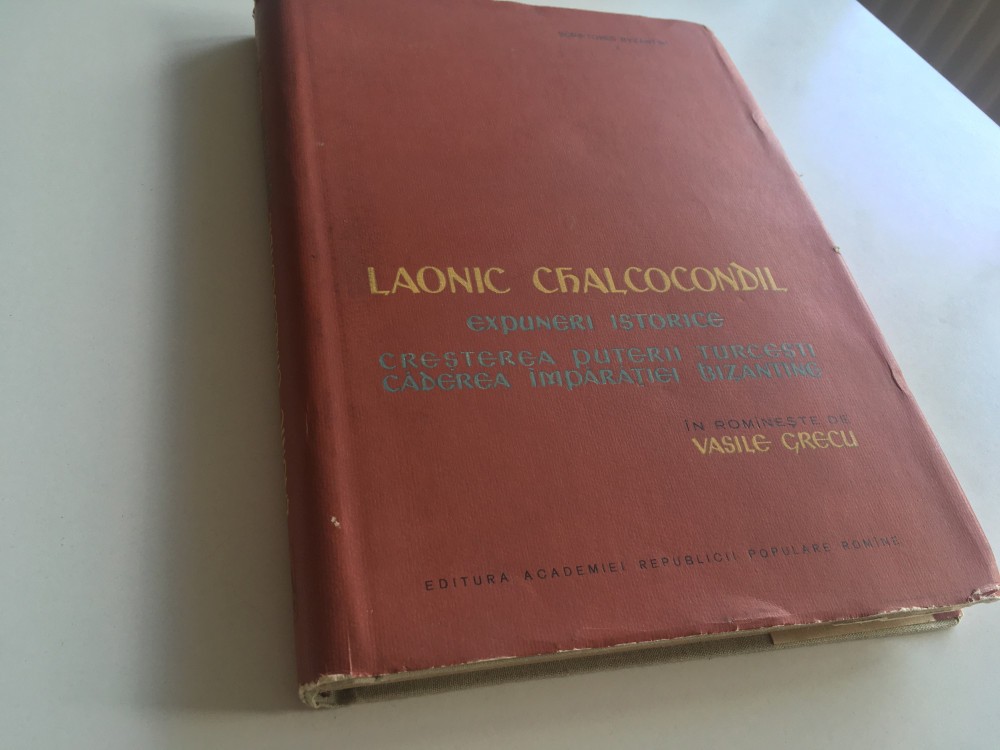 LAONIC CHALCOCONDIL
EXPUNERI ISTORICE
CREȘTEREA PUTERII TURCEȘTI
CĂDEREA ÎMPĂRĂȚIEI BIZANTINE
ÎN ROMÎNEȘTE DE
VASILE GRECU
EDITURA ACADEMIEI REPUBLICII POPULARE ROMÎNE